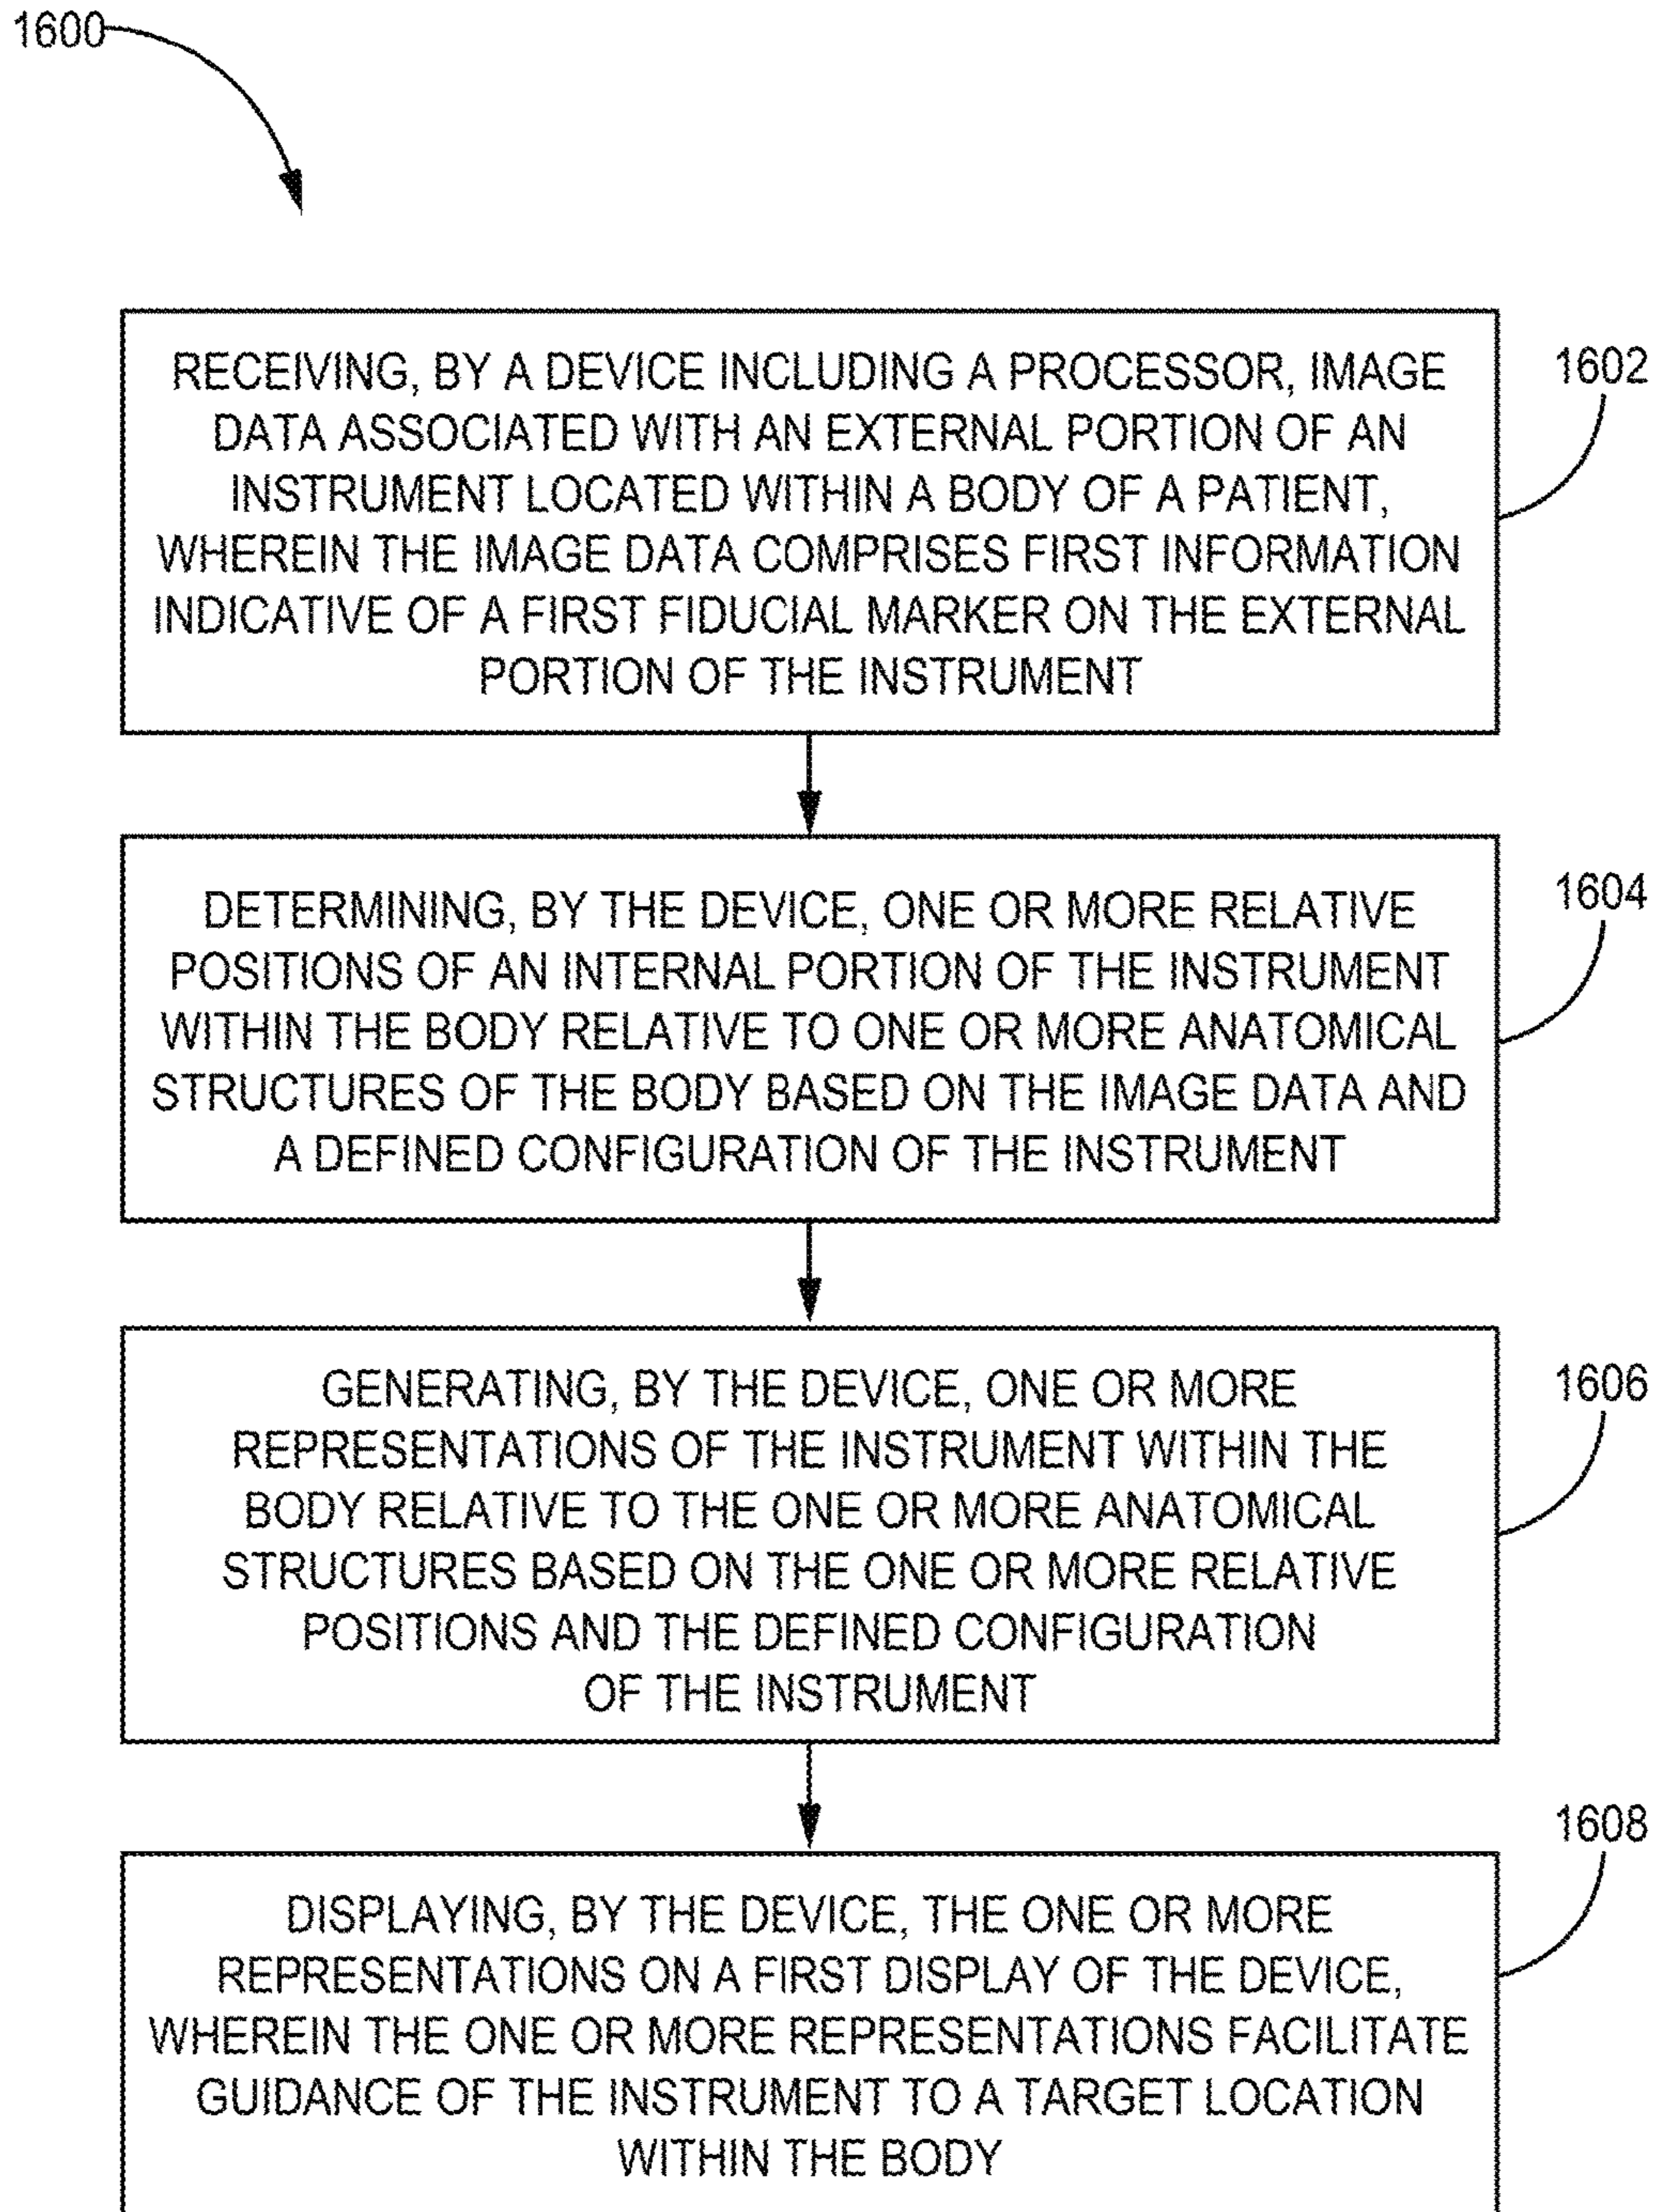 1600
RECEIVING, BY A DEVICE INCLUDING A PROCESSOR, IMAGE
DATA ASSOCIATED WITH AN EXTERNAL PORTION OF AN
INSTRUMENT LOCATED WITHIN A BODY OF A PATIENT,
WHEREIN THE IMAGE DATA COMPRISES FIRST INFORMATION
INDICATIVE OF A FIRST FIDUCIAL MARKER ON THE EXTERNAL
PORTION OF THE INSTRUMENT
1602
DETERMINING, BY THE DEVICE, ONE OR MORE RELATIVE
POSITIONS OF AN INTERNAL PORTION OF THE INSTRUMENT
WITHIN THE BODY RELATIVE TO ONE OR MORE ANATOMICAL
STRUCTURES OF THE BODY BASED ON THE IMAGE DATA AND
A DEFINED CONFIGURATION OF THE INSTRUMENT
1604
GENERATING, BY THE DEVICE, ONE OR MORE
REPRESENTATIONS OF THE INSTRUMENT WITHIN THE
BODY RELATIVE TO THE ONE OR MORE ANATOMICAL
STRUCTURES BASED ON THE ONE OR MORE RELATIVE
POSITIONS AND THE DEFINED CONFIGURATION
OF THE INSTRUMENT
1606
DISPLAYING, BY THE DEVICE, THE ONE OR MORE
REPRESENTATIONS ON A FIRST DISPLAY OF THE DEVICE,
WHEREIN THE ONE OR MORE REPRESENTATIONS FACILITATE
GUIDANCE OF THE INSTRUMENT TO A TARGET LOCATION
WITHIN THE BODY
1608